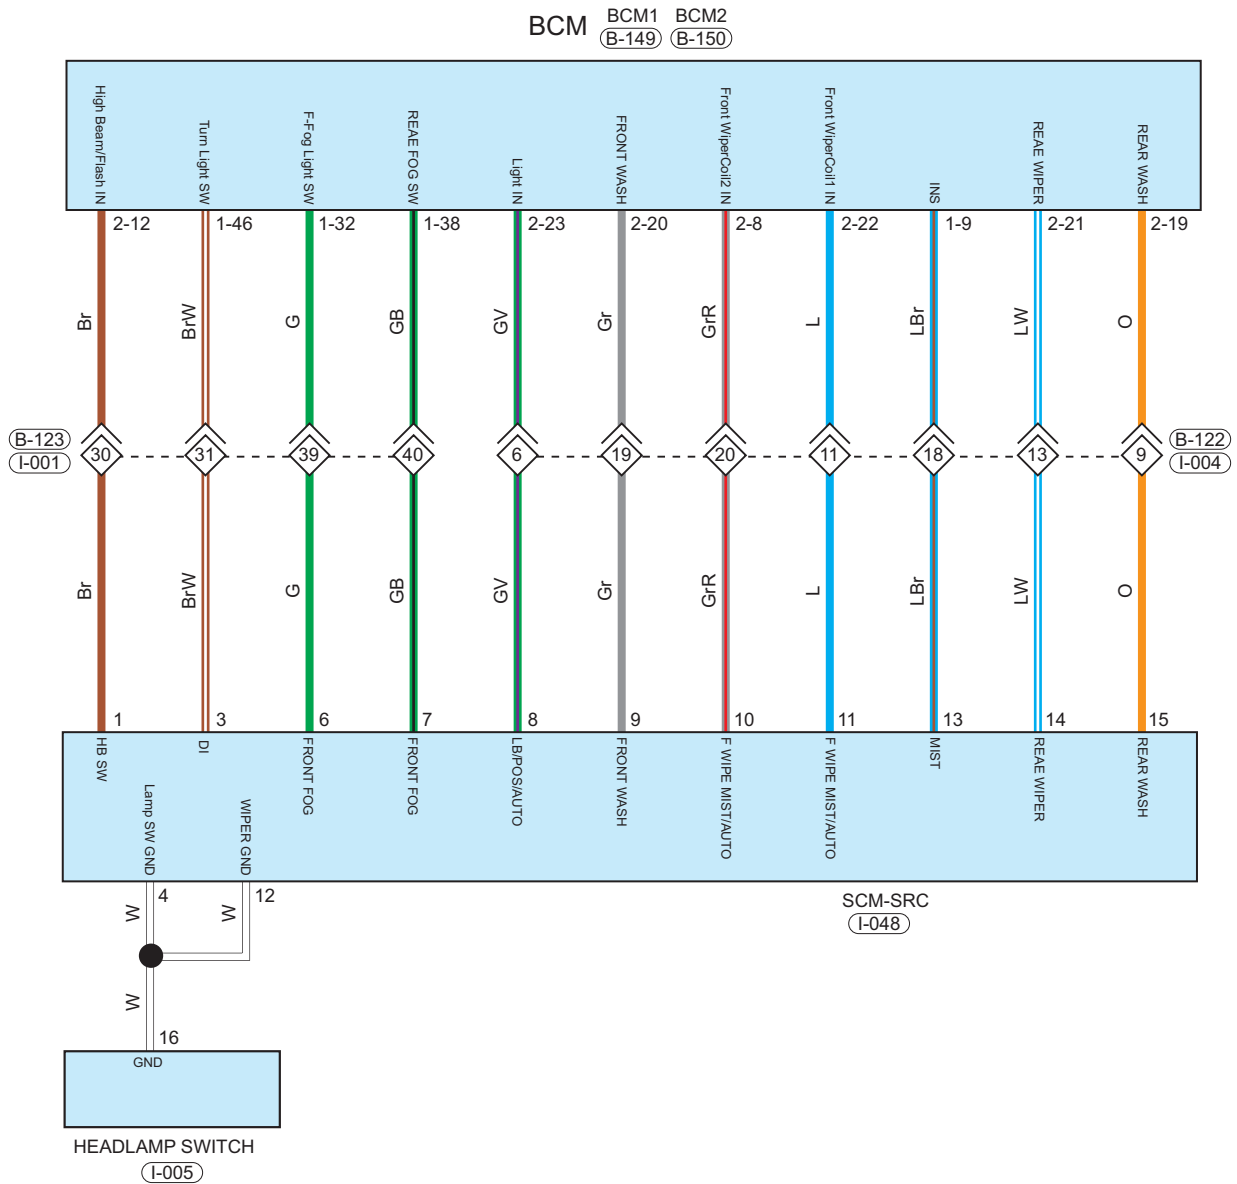 BCM
BCM1 BCM2
B-149 B-150
High Beam/Flash IN
Turn Light SW
F-Fog Light SW
REAE FOG SW
Light IN
FRONT WASH
Front WiperCoil2 IN
Front WiperCoil1 IN
INS
REAE WIPER
REAR WASH
2-12 1-46 1-32 1-38 2-23 2-20 2-8 2-22 1-9 2-21 2-19
Br BrW G GB GV Gr GrR L LBr LW O
B-123
I-001
30 31 39 40 6 19 20 11 18 13 9
B-122
I-004
Br BrW G GB GV Gr GrR L LBr LW O
1 3 6 7 8 9 10 11 13 14 15
HB SW
DI
FRONT FOG
FRONT FOG
LB/POS/AUTO
FRONT WASH
F WIPE MIST/AUTO
F WIPE MIST/AUTO
MIST
REAE WIPER
REAR WASH
Lamp SW GND
WIPER GND
4 12
W W
SCM-SRC
I-048
W
16
GND
HEADLAMP SWITCH
I-005